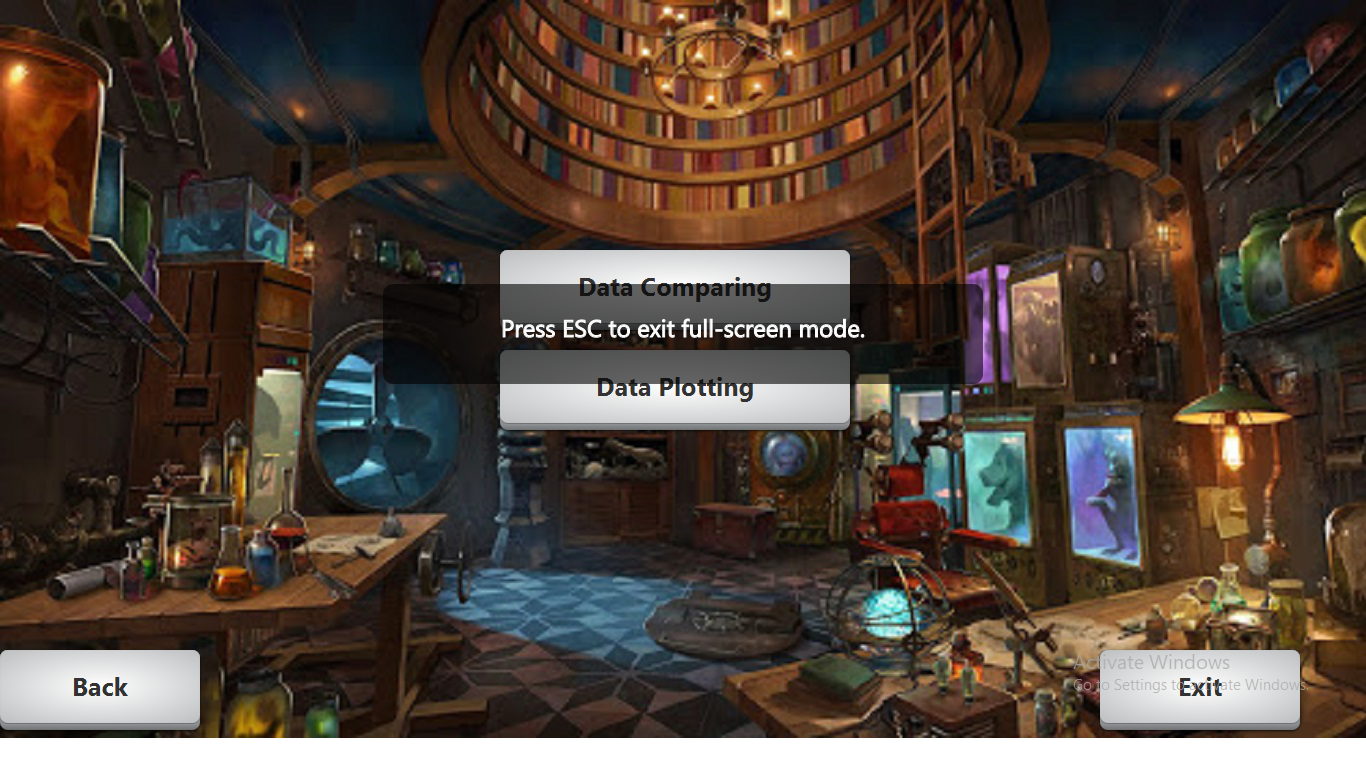 Data Comparing
Press ESC to exit full-screen mode.
Data Plotting
Back
Exit
Activate Windows
Go to Settings to activate Windows.